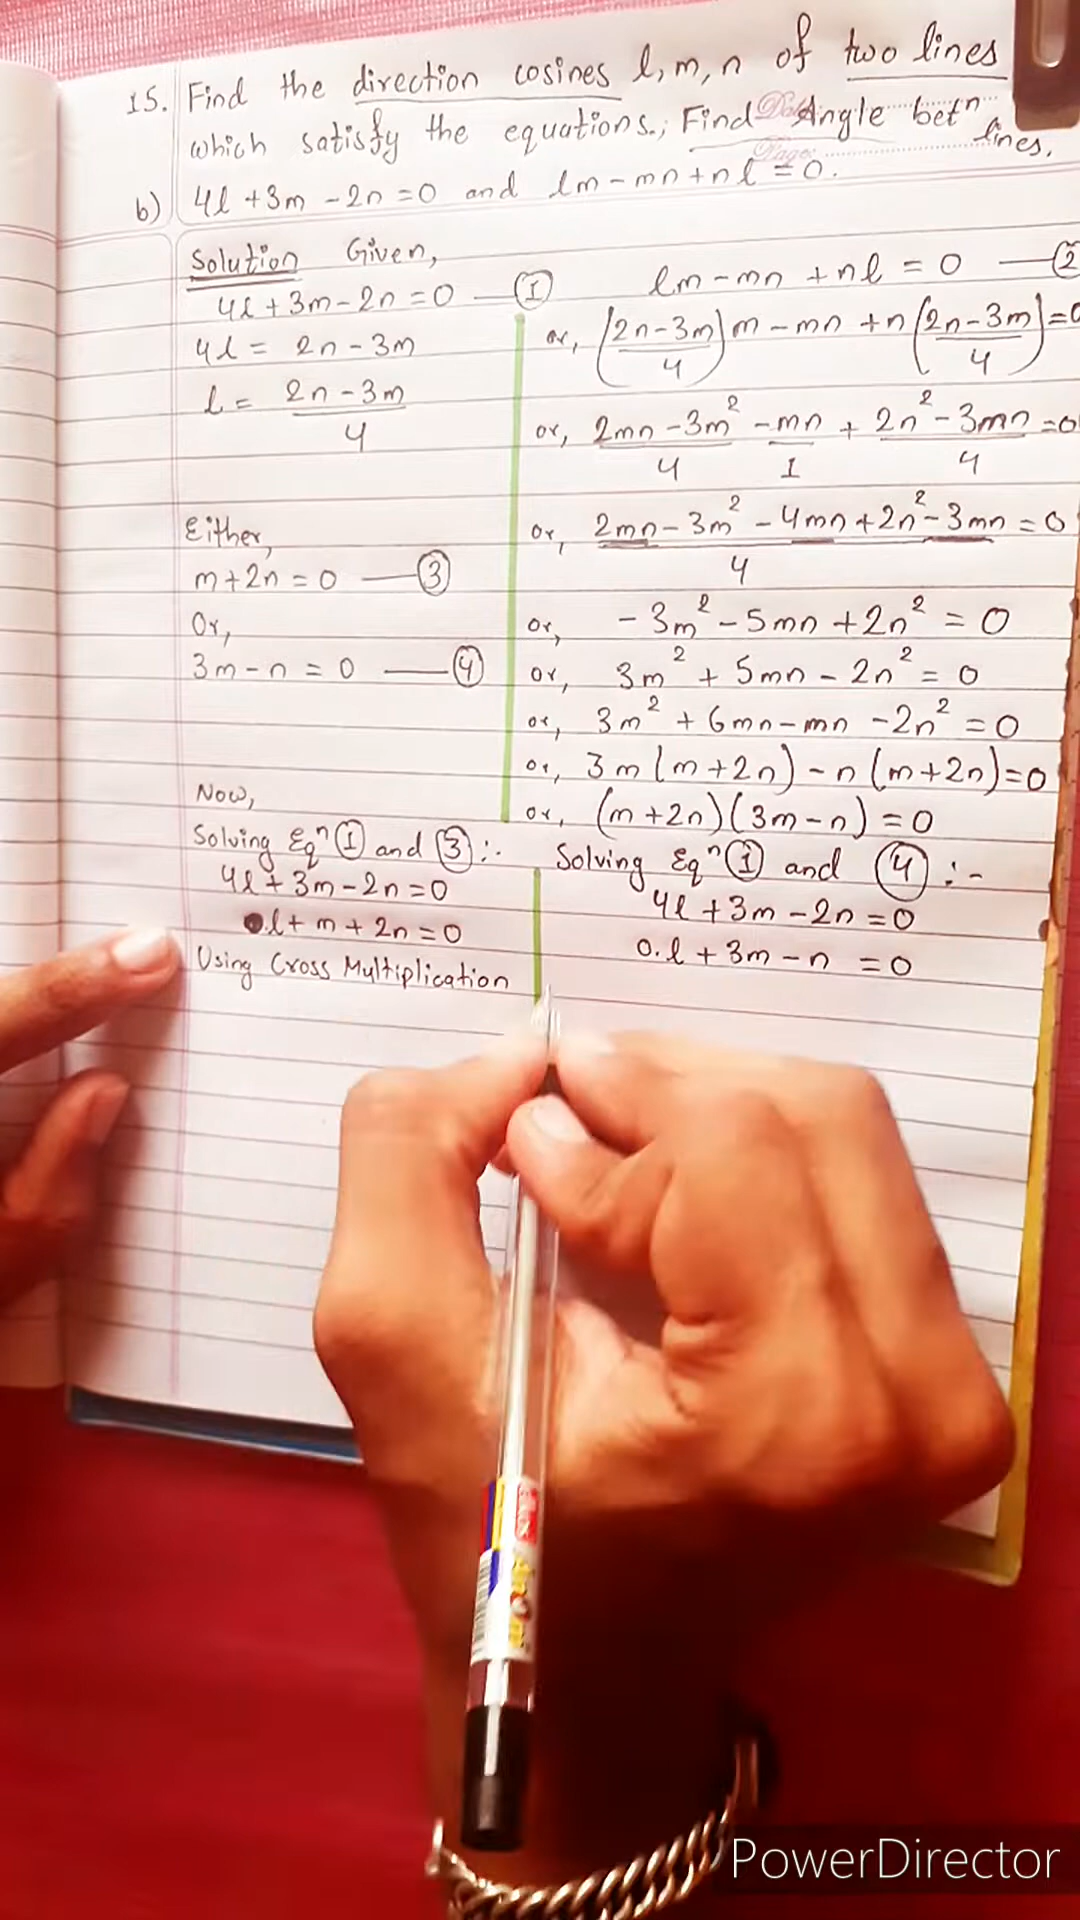 15. Find the direction cosines l, m, n of two lines
which satisfy the equations.; Find Angle betⁿ lines.
b) 4l + 3m - 2n = 0 and lm - mn + nl = 0.
Solution Given,
4l + 3m - 2n = 0 — ①
4l = 2n - 3m
l = (2n - 3m)/4
lm - mn + nl = 0 — ②
or, ((2n - 3m)/4) m - mn + n ((2n - 3m)/4) = 0
or, (2mn - 3m²)/4 - mn/1 + (2n² - 3mn)/4 = 0
or, (2mn - 3m² - 4mn + 2n² - 3mn)/4 = 0
or, - 3m² - 5mn + 2n² = 0
or, 3m² + 5mn - 2n² = 0
or, 3m² + 6mn - mn - 2n² = 0
or, 3m (m + 2n) - n (m + 2n) = 0
or, (m + 2n) (3m - n) = 0
Either,
m + 2n = 0 — ③
Or,
3m - n = 0 — ④
Now,
Solving Eqⁿ ① and ③ :-
4l + 3m - 2n = 0
0.l + m + 2n = 0
Using Cross Multiplication
Solving Eqⁿ ① and ④ :-
4l + 3m - 2n = 0
0.l + 3m - n = 0
PowerDirector